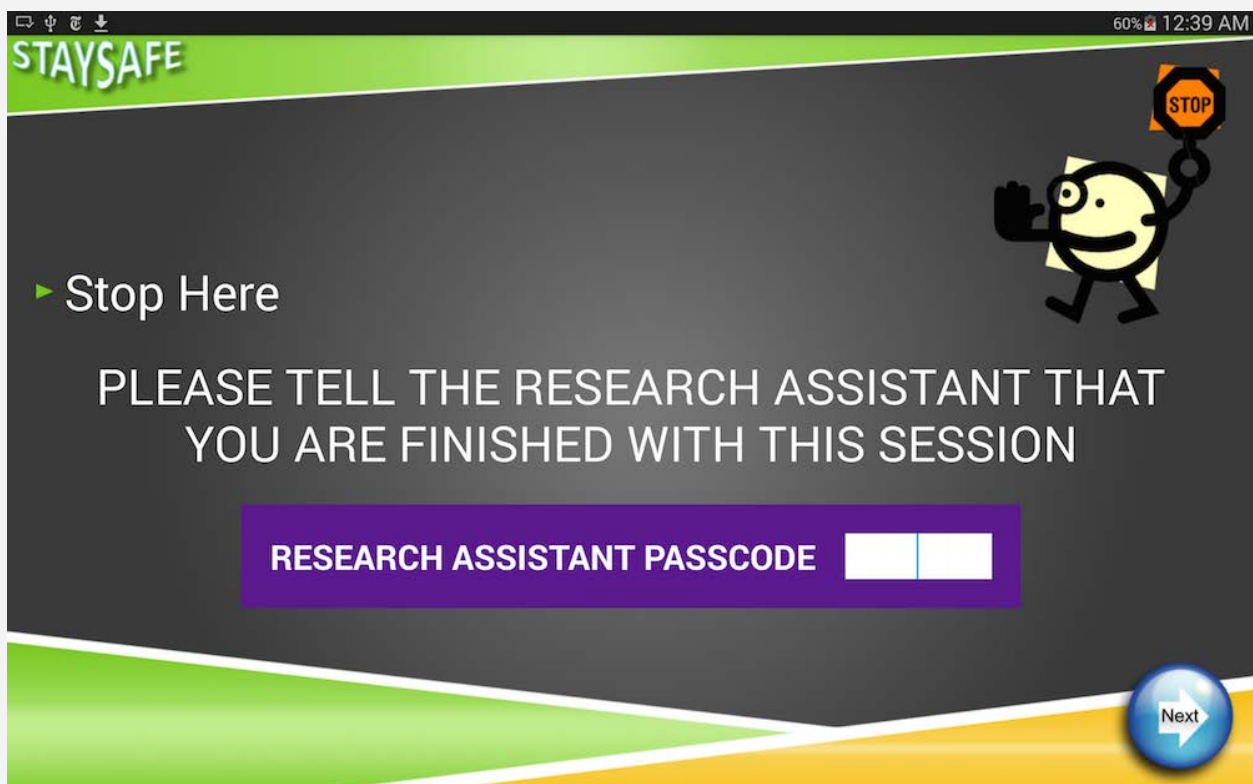 60% 12:39 AM
STAYSAFE
STOP
Stop Here
PLEASE TELL THE RESEARCH ASSISTANT THAT
YOU ARE FINISHED WITH THIS SESSION
RESEARCH ASSISTANT PASSCODE
Next